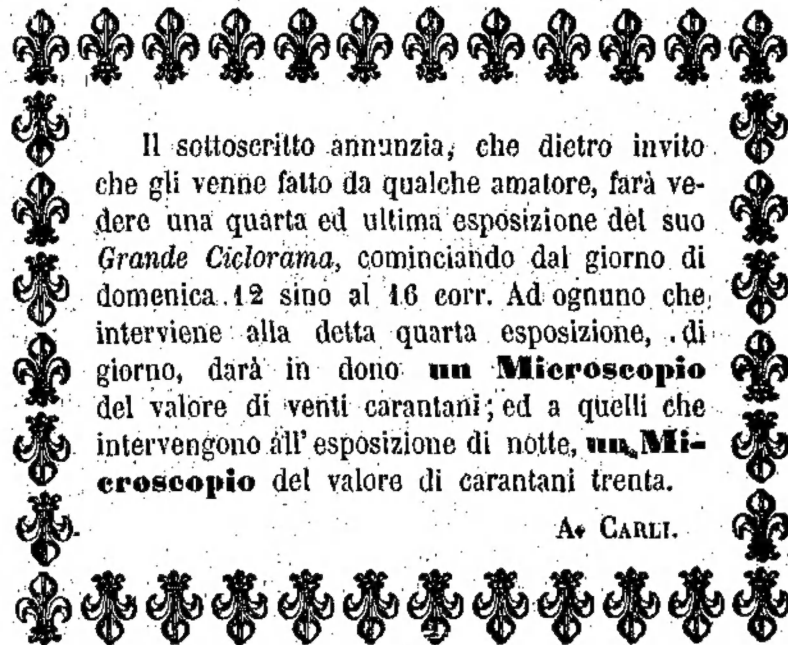 Il sottoscritto annunzia, che dietro invito
che gli venne fatto da qualche amatore, farà ve-
dere una quarta ed ultima esposizione del suo
Grande Ciclorama, cominciando dal giorno di
domenica 12 sino al 16 corr. Ad ognuno che
interviene alla detta quarta esposizione, di
giorno, darà in dono un Microscopio
del valore di venti carantani; ed a quelli che
intervengono all' esposizione di notte, un Mi-
croscopio del valore di carantani trenta.
A. CARLI.